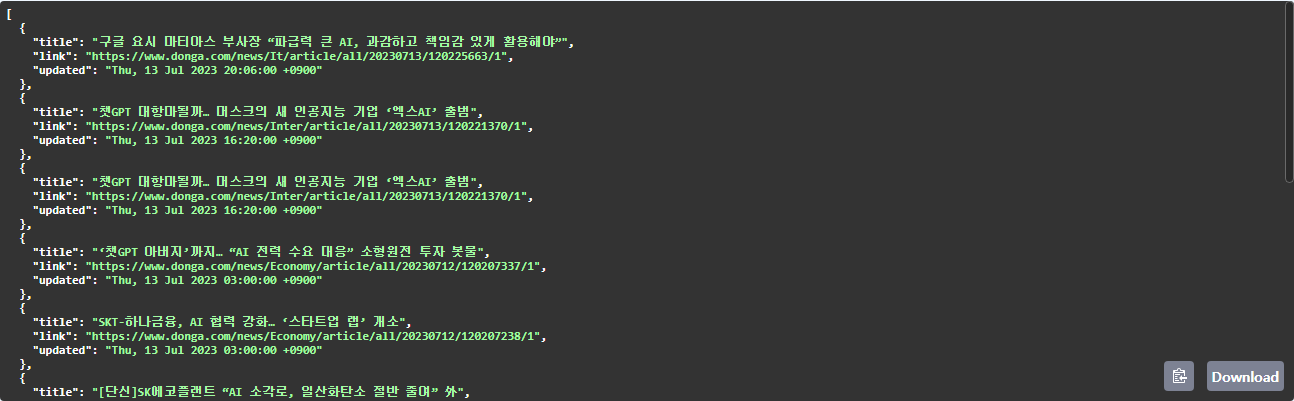 [
{
"title": "구글 요시 마티아스 부사장 “파급력 큰 AI, 과감하고 책임감 있게 활용해야”",
"link": "https://www.donga.com/news/It/article/all/20230713/120225663/1",
"updated": "Thu, 13 Jul 2023 20:06:00 +0900"
},
{
"title": "챗GPT 대항마될까… 머스크의 새 인공지능 기업 ‘엑스AI’ 출범",
"link": "https://www.donga.com/news/Inter/article/all/20230713/120221370/1",
"updated": "Thu, 13 Jul 2023 16:20:00 +0900"
},
{
"title": "챗GPT 대항마될까… 머스크의 새 인공지능 기업 ‘엑스AI’ 출범",
"link": "https://www.donga.com/news/Inter/article/all/20230713/120221370/1",
"updated": "Thu, 13 Jul 2023 16:20:00 +0900"
},
{
"title": "‘챗GPT 아버지’까지… “AI 전력 수요 대응” 소형원전 투자 봇물",
"link": "https://www.donga.com/news/Economy/article/all/20230712/120207337/1",
"updated": "Thu, 13 Jul 2023 03:00:00 +0900"
},
{
"title": "SKT-하나금융, AI 협력 강화… ‘스타트업 랩’ 개소",
"link": "https://www.donga.com/news/Economy/article/all/20230712/120207238/1",
"updated": "Thu, 13 Jul 2023 03:00:00 +0900"
},
{
"title": "[단신]SK에코플랜트 “AI 소각로, 일산화탄소 절반 줄여” 外",
Download